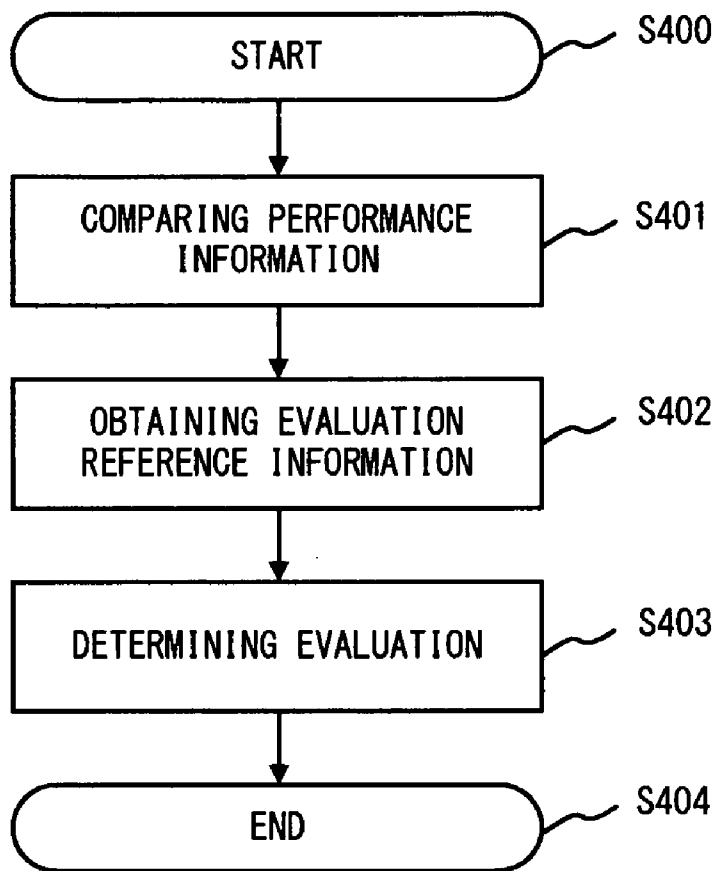 START
S400
COMPARING PERFORMANCE
INFORMATION
S401
OBTAINING EVALUATION
REFERENCE INFORMATION
S402
DETERMINING EVALUATION
S403
END
S404